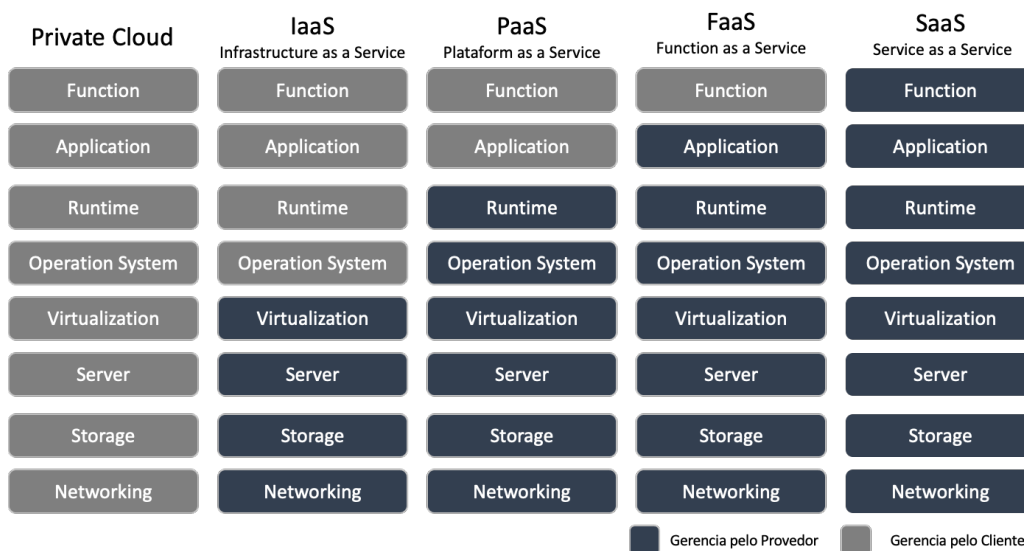 Private Cloud
IaaS
Infrastructure as a Service
PaaS
Plataform as a Service
FaaS
Function as a Service
SaaS
Service as a Service
Function Function Function Function Function
Application Application Application Application Application
Runtime Runtime Runtime Runtime Runtime
Operation System Operation System Operation System Operation System Operation System
Virtualization Virtualization Virtualization Virtualization Virtualization
Server Server Server Server Server
Storage Storage Storage Storage Storage
Networking Networking Networking Networking Networking
Gerencia pelo Provedor Gerencia pelo Cliente